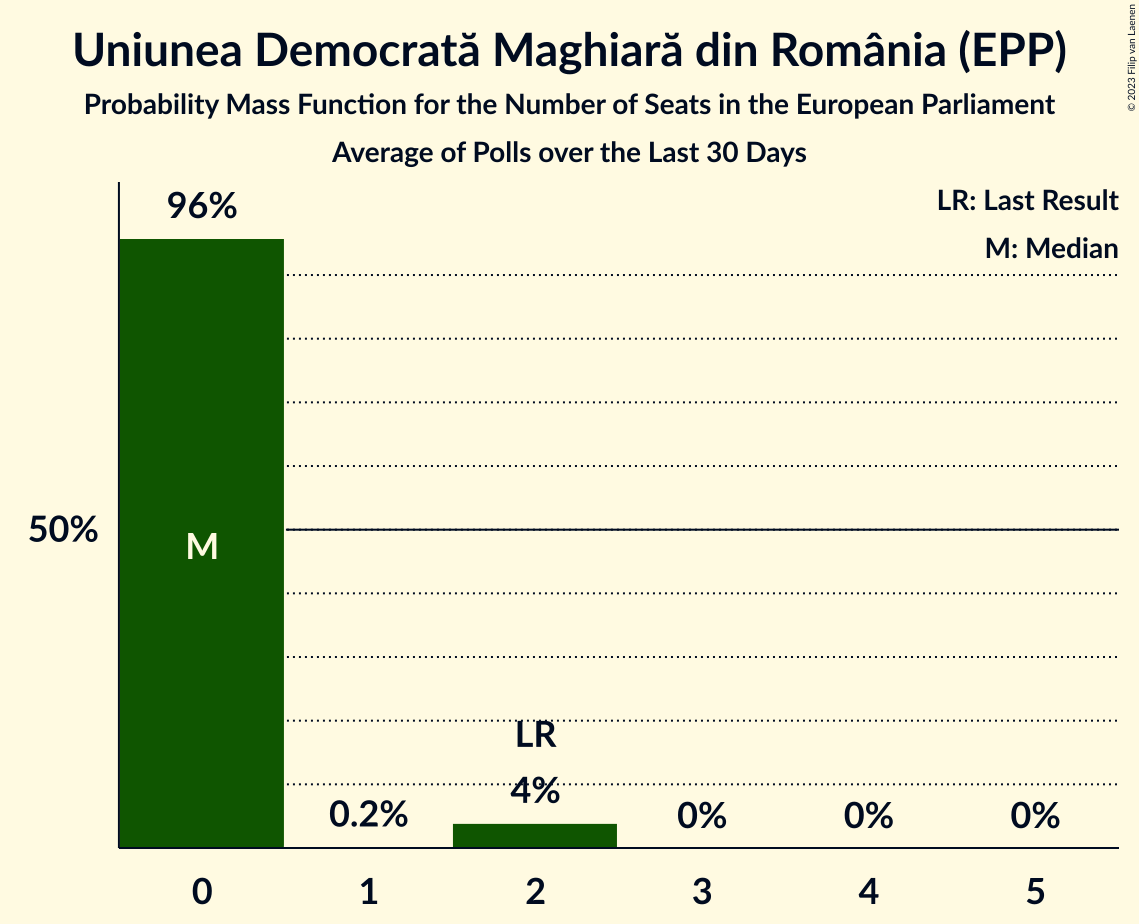 Uniunea Democrată Maghiară din România (EPP)
Probability Mass Function for the Number of Seats in the European Parliament
Average of Polls over the Last 30 Days
© 2023 Filip van Laenen
LR: Last Result
M: Median
96%
50%
M
LR
0.2%
4%
0%
0%
0%
0
1
2
3
4
5